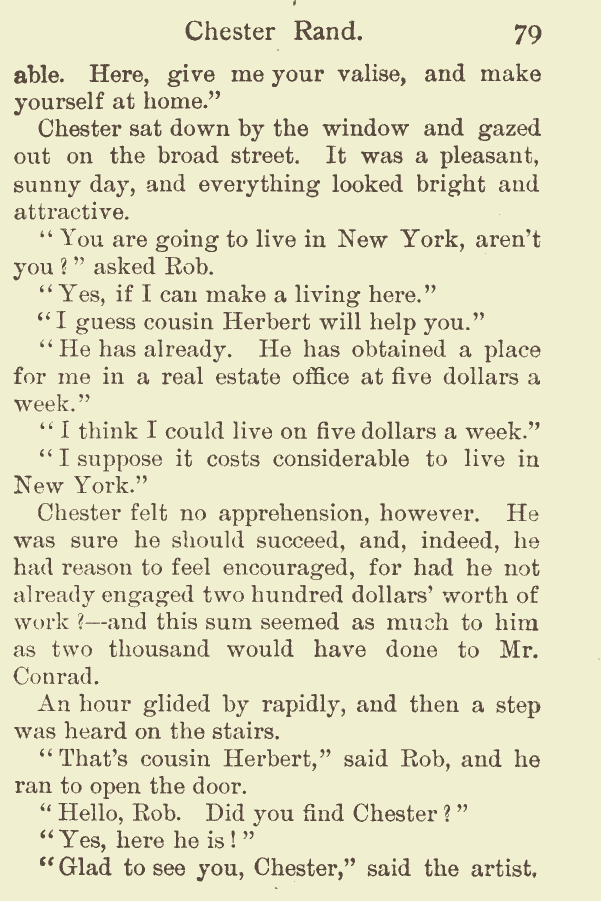 Chester Rand. 79
able. Here, give me your valise, and make
yourself at home.”
Chester sat down by the window and gazed
out on the broad street. It was a pleasant,
sunny day, and everything looked bright and
attractive.
“You are going to live in New York, aren’t
you?” asked Rob.
“Yes, if I can make a living here.”
“I guess cousin Herbert will help you.”
“He has already. He has obtained a place
for me in a real estate office at five dollars a
week.”
“I think I could live on five dollars a week.”
“I suppose it costs considerable to live in
New York.”
Chester felt no apprehension, however. He
was sure he should succeed, and, indeed, he
had reason to feel encouraged, for had he not
already engaged two hundred dollars’ worth of
work?—and this sum seemed as much to him
as two thousand would have done to Mr.
Conrad.
An hour glided by rapidly, and then a step
was heard on the stairs.
“That’s cousin Herbert,” said Rob, and he
ran to open the door.
“Hello, Rob. Did you find Chester?”
“Yes, here he is!”
“Glad to see you, Chester,” said the artist.